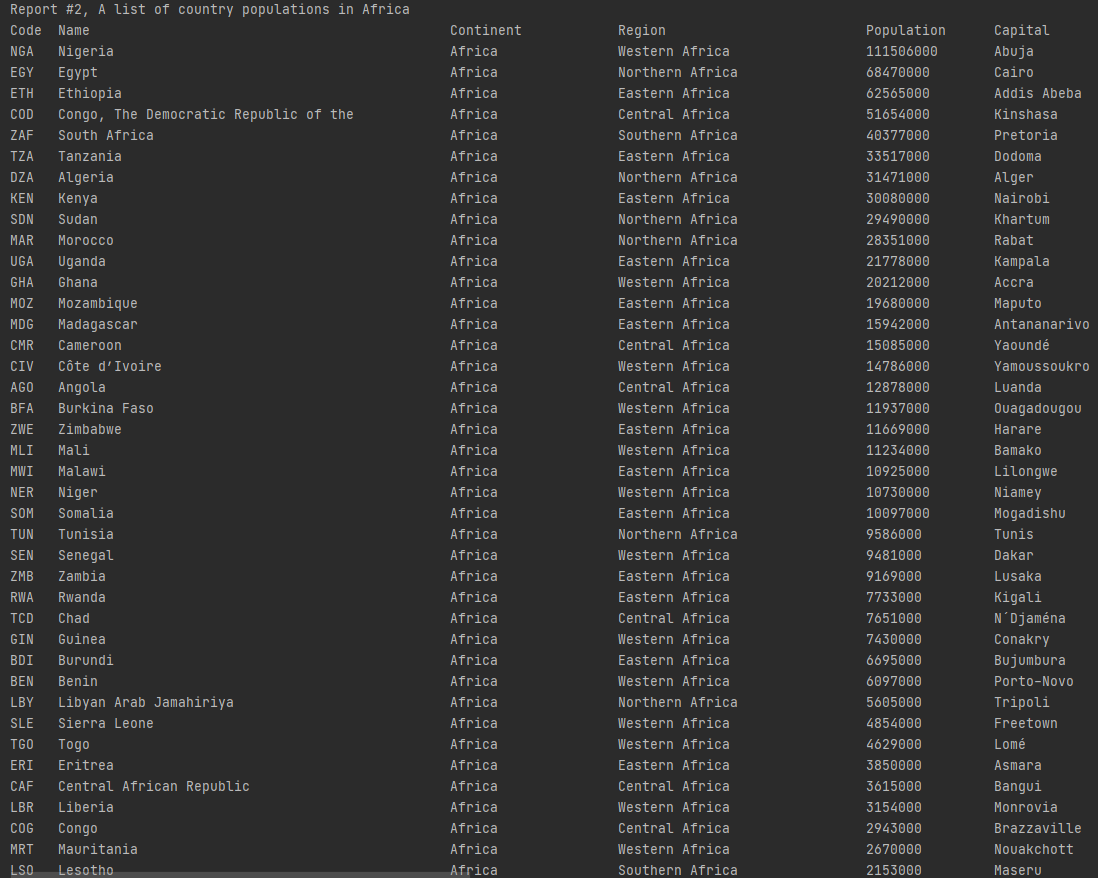 Report #2, A list of country populations in Africa
Code Name Continent Region Population Capital
NGA Nigeria Africa Western Africa 111506000 Abuja
EGY Egypt Africa Northern Africa 68470000 Cairo
ETH Ethiopia Africa Eastern Africa 62565000 Addis Abeba
COD Congo, The Democratic Republic of the Africa Central Africa 51654000 Kinshasa
ZAF South Africa Africa Southern Africa 40377000 Pretoria
TZA Tanzania Africa Eastern Africa 33517000 Dodoma
DZA Algeria Africa Northern Africa 31471000 Alger
KEN Kenya Africa Eastern Africa 30080000 Nairobi
SDN Sudan Africa Northern Africa 29490000 Khartum
MAR Morocco Africa Northern Africa 28351000 Rabat
UGA Uganda Africa Eastern Africa 21778000 Kampala
GHA Ghana Africa Western Africa 20212000 Accra
MOZ Mozambique Africa Eastern Africa 19680000 Maputo
MDG Madagascar Africa Eastern Africa 15942000 Antananarivo
CMR Cameroon Africa Central Africa 15085000 Yaoundé
CIV Côte d’Ivoire Africa Western Africa 14786000 Yamoussoukro
AGO Angola Africa Central Africa 12878000 Luanda
BFA Burkina Faso Africa Western Africa 11937000 Ouagadougou
ZWE Zimbabwe Africa Eastern Africa 11669000 Harare
MLI Mali Africa Western Africa 11234000 Bamako
MWI Malawi Africa Eastern Africa 10925000 Lilongwe
NER Niger Africa Western Africa 10730000 Niamey
SOM Somalia Africa Eastern Africa 10097000 Mogadishu
TUN Tunisia Africa Northern Africa 9586000 Tunis
SEN Senegal Africa Western Africa 9481000 Dakar
ZMB Zambia Africa Eastern Africa 9169000 Lusaka
RWA Rwanda Africa Eastern Africa 7733000 Kigali
TCD Chad Africa Central Africa 7651000 N´Djaména
GIN Guinea Africa Western Africa 7430000 Conakry
BDI Burundi Africa Eastern Africa 6695000 Bujumbura
BEN Benin Africa Western Africa 6097000 Porto-Novo
LBY Libyan Arab Jamahiriya Africa Northern Africa 5605000 Tripoli
SLE Sierra Leone Africa Western Africa 4854000 Freetown
TGO Togo Africa Western Africa 4629000 Lomé
ERI Eritrea Africa Eastern Africa 3850000 Asmara
CAF Central African Republic Africa Central Africa 3615000 Bangui
LBR Liberia Africa Western Africa 3154000 Monrovia
COG Congo Africa Central Africa 2943000 Brazzaville
MRT Mauritania Africa Western Africa 2670000 Nouakchott
LSO Lesotho Africa Southern Africa 2153000 Maseru